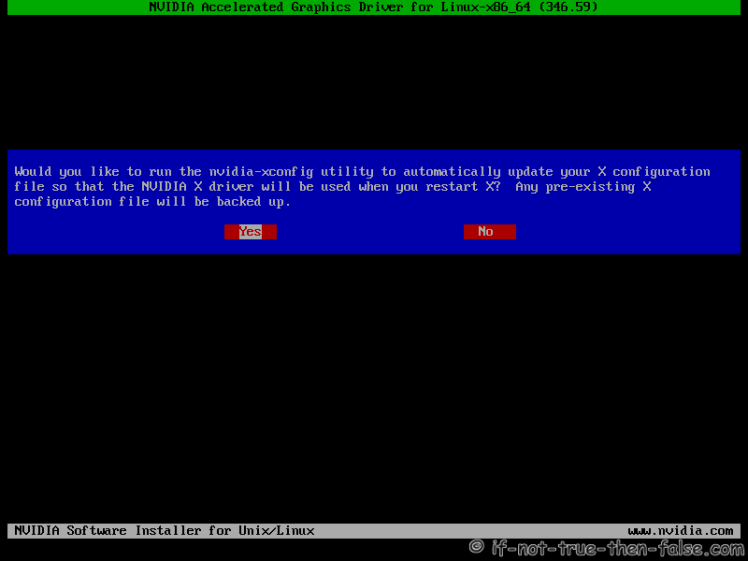 NVIDIA Accelerated Graphics Driver for Linux-x86_64 (346.59)
Would you like to run the nvidia-xconfig utility to automatically update your X configuration
file so that the NVIDIA X driver will be used when you restart X?  Any pre-existing X
configuration file will be backed up.
Yes No
NVIDIA Software Installer for Unix/Linux www.nvidia.com
© if-not-true-then-false.com